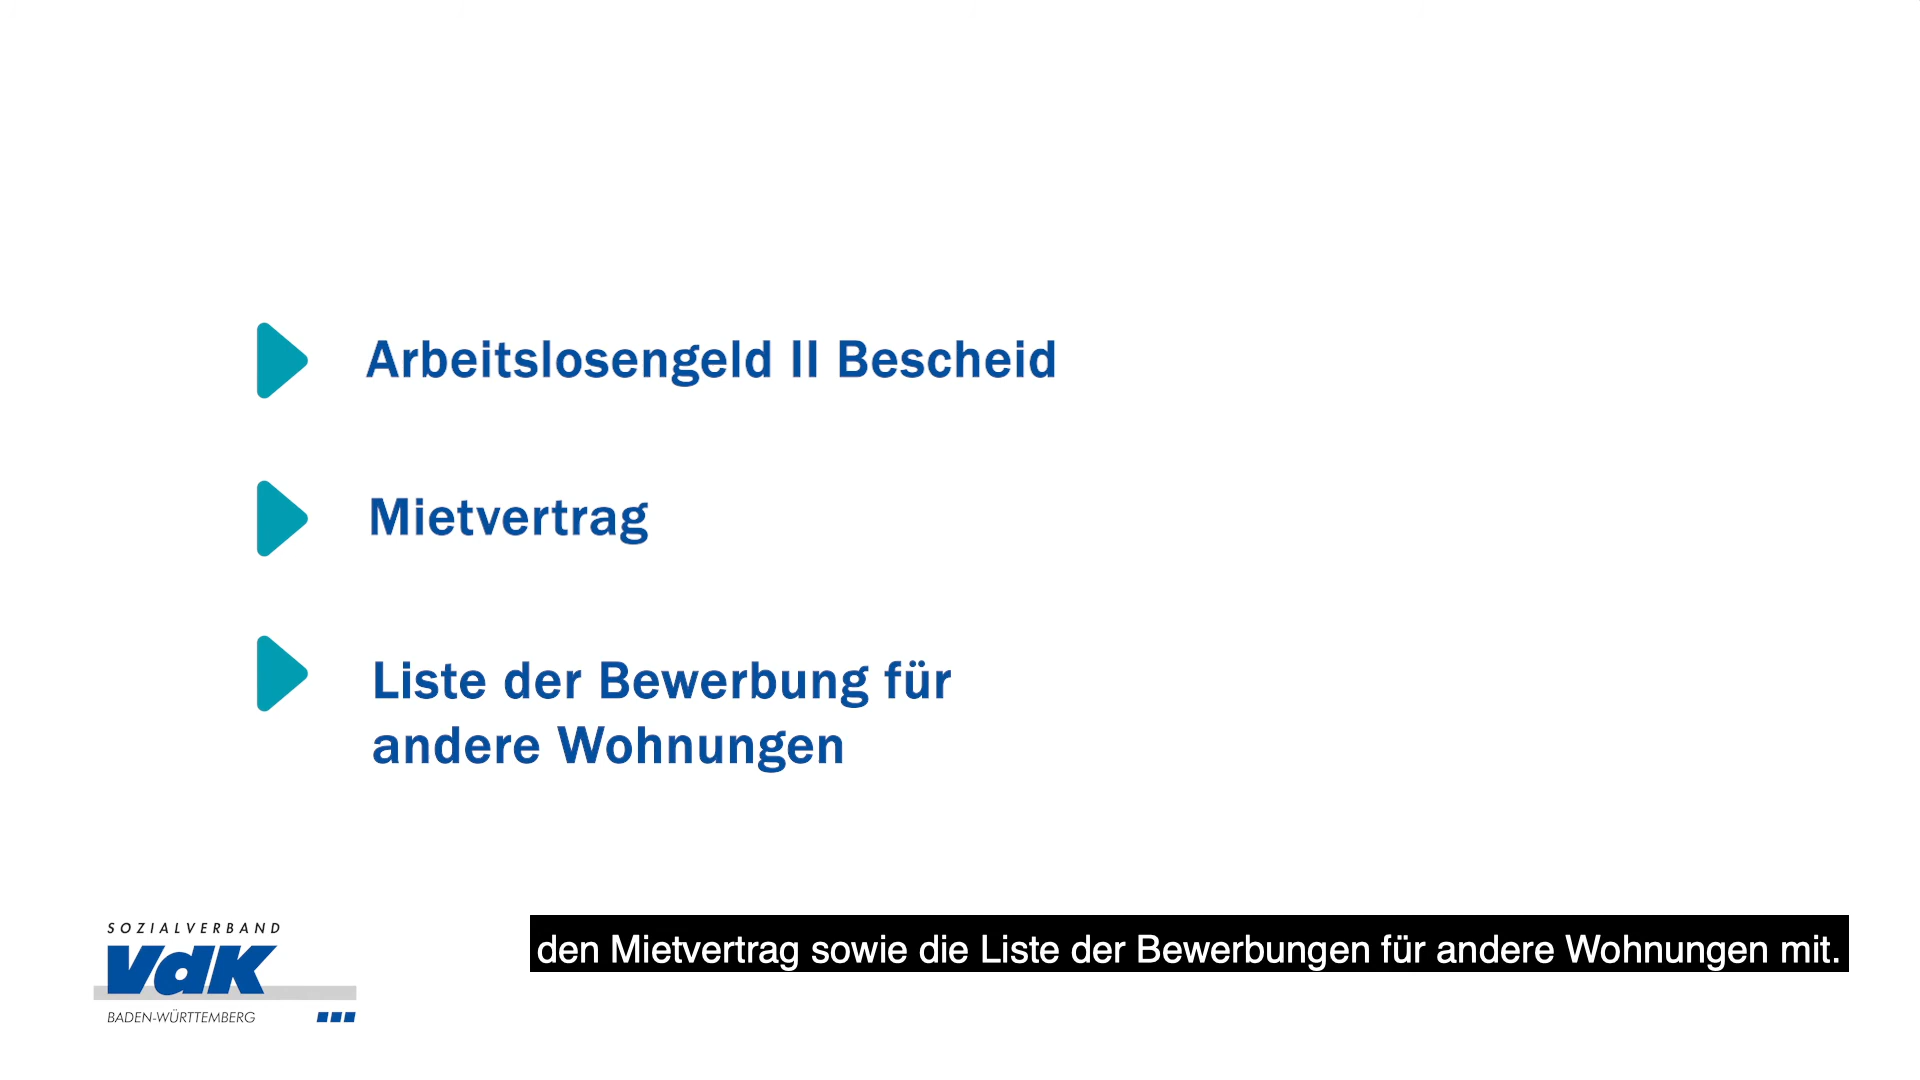 Arbeitslosengeld II Bescheid
Mietvertrag
Liste der Bewerbung für
andere Wohnungen
SOZIALVERBAND
VdK
BADEN-WÜRTTEMBERG
den Mietvertrag sowie die Liste der Bewerbungen für andere Wohnungen mit.